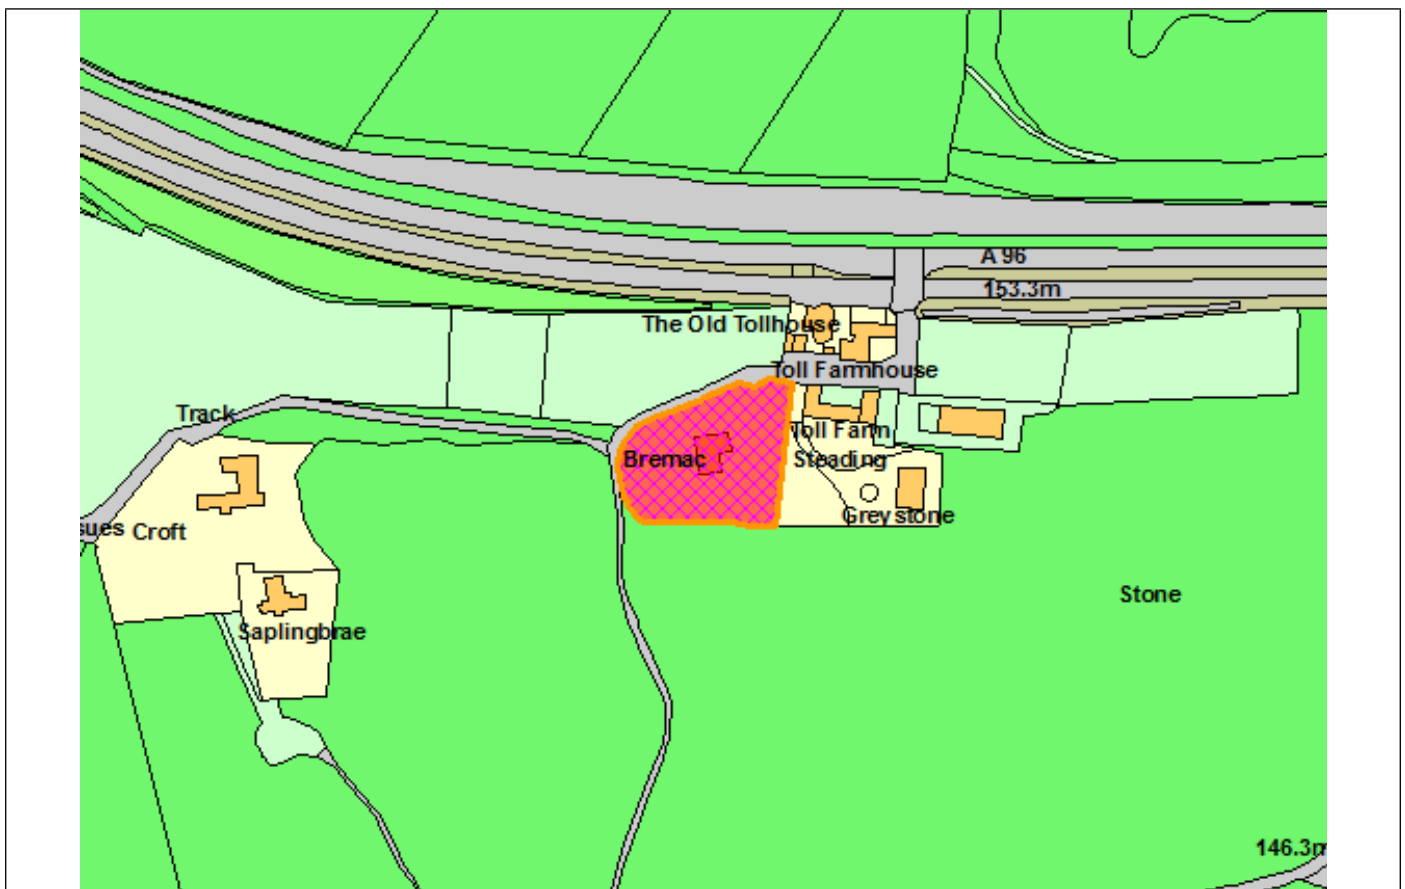 A 96
153.3m
The Old Tollhouse
Toll Farmhouse
Track
Toll Farm
Steading
Bremac
Greystone
sues Croft
Stone
Saplingbrae
146.3m